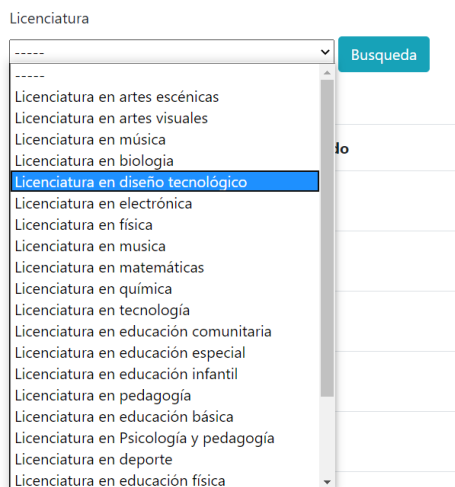 Licenciatura
-----
Busqueda
-----
Licenciatura en artes escénicas
Licenciatura en artes visuales
Licenciatura en música
Licenciatura en biologia
Licenciatura en diseño tecnológico
Licenciatura en electrónica
Licenciatura en física
Licenciatura en musica
Licenciatura en matemáticas
Licenciatura en química
Licenciatura en tecnología
Licenciatura en educación comunitaria
Licenciatura en educación especial
Licenciatura en educación infantil
Licenciatura en pedagogía
Licenciatura en educación básica
Licenciatura en Psicología y pedagogía
Licenciatura en deporte
Licenciatura en educación física